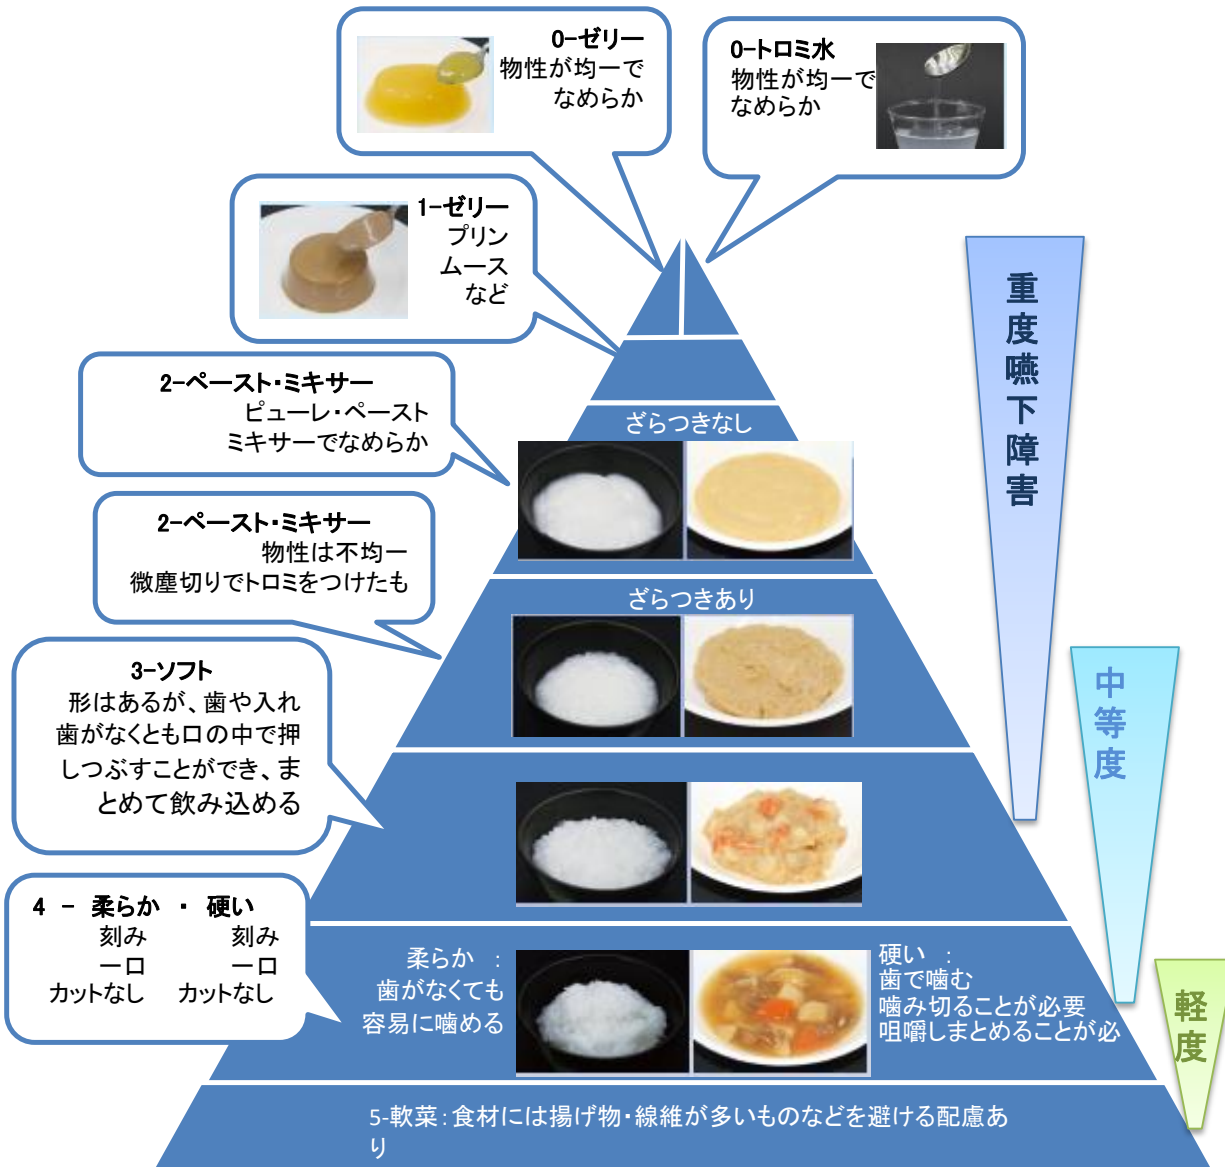 0-ゼリー
物性が均一で
なめらか
0-トロミ水
物性が均一で
なめらか
1-ゼリー
プリン
ムース
など
2-ペースト・ミキサー
ピューレ・ペースト
ミキサーでなめらか
ざらつきなし
2-ペースト・ミキサー
物性は不均一
微塵切りでトロミをつけたも
ざらつきあり
3-ソフト
形はあるが、歯や入れ
歯がなくとも口の中で押
しつぶすことができ、ま
とめて飲み込める
4 - 柔らか ・ 硬い
刻み 刻み
一口 一口
カットなし カットなし
柔らか :
歯がなくても
容易に噛める
硬い :
歯で噛む
噛み切ることが必要
咀嚼しまとめることが必
5-軟菜:食材には揚げ物・線維が多いものなどを避ける配慮あ
り
重度嚥下障害
中等度
軽度